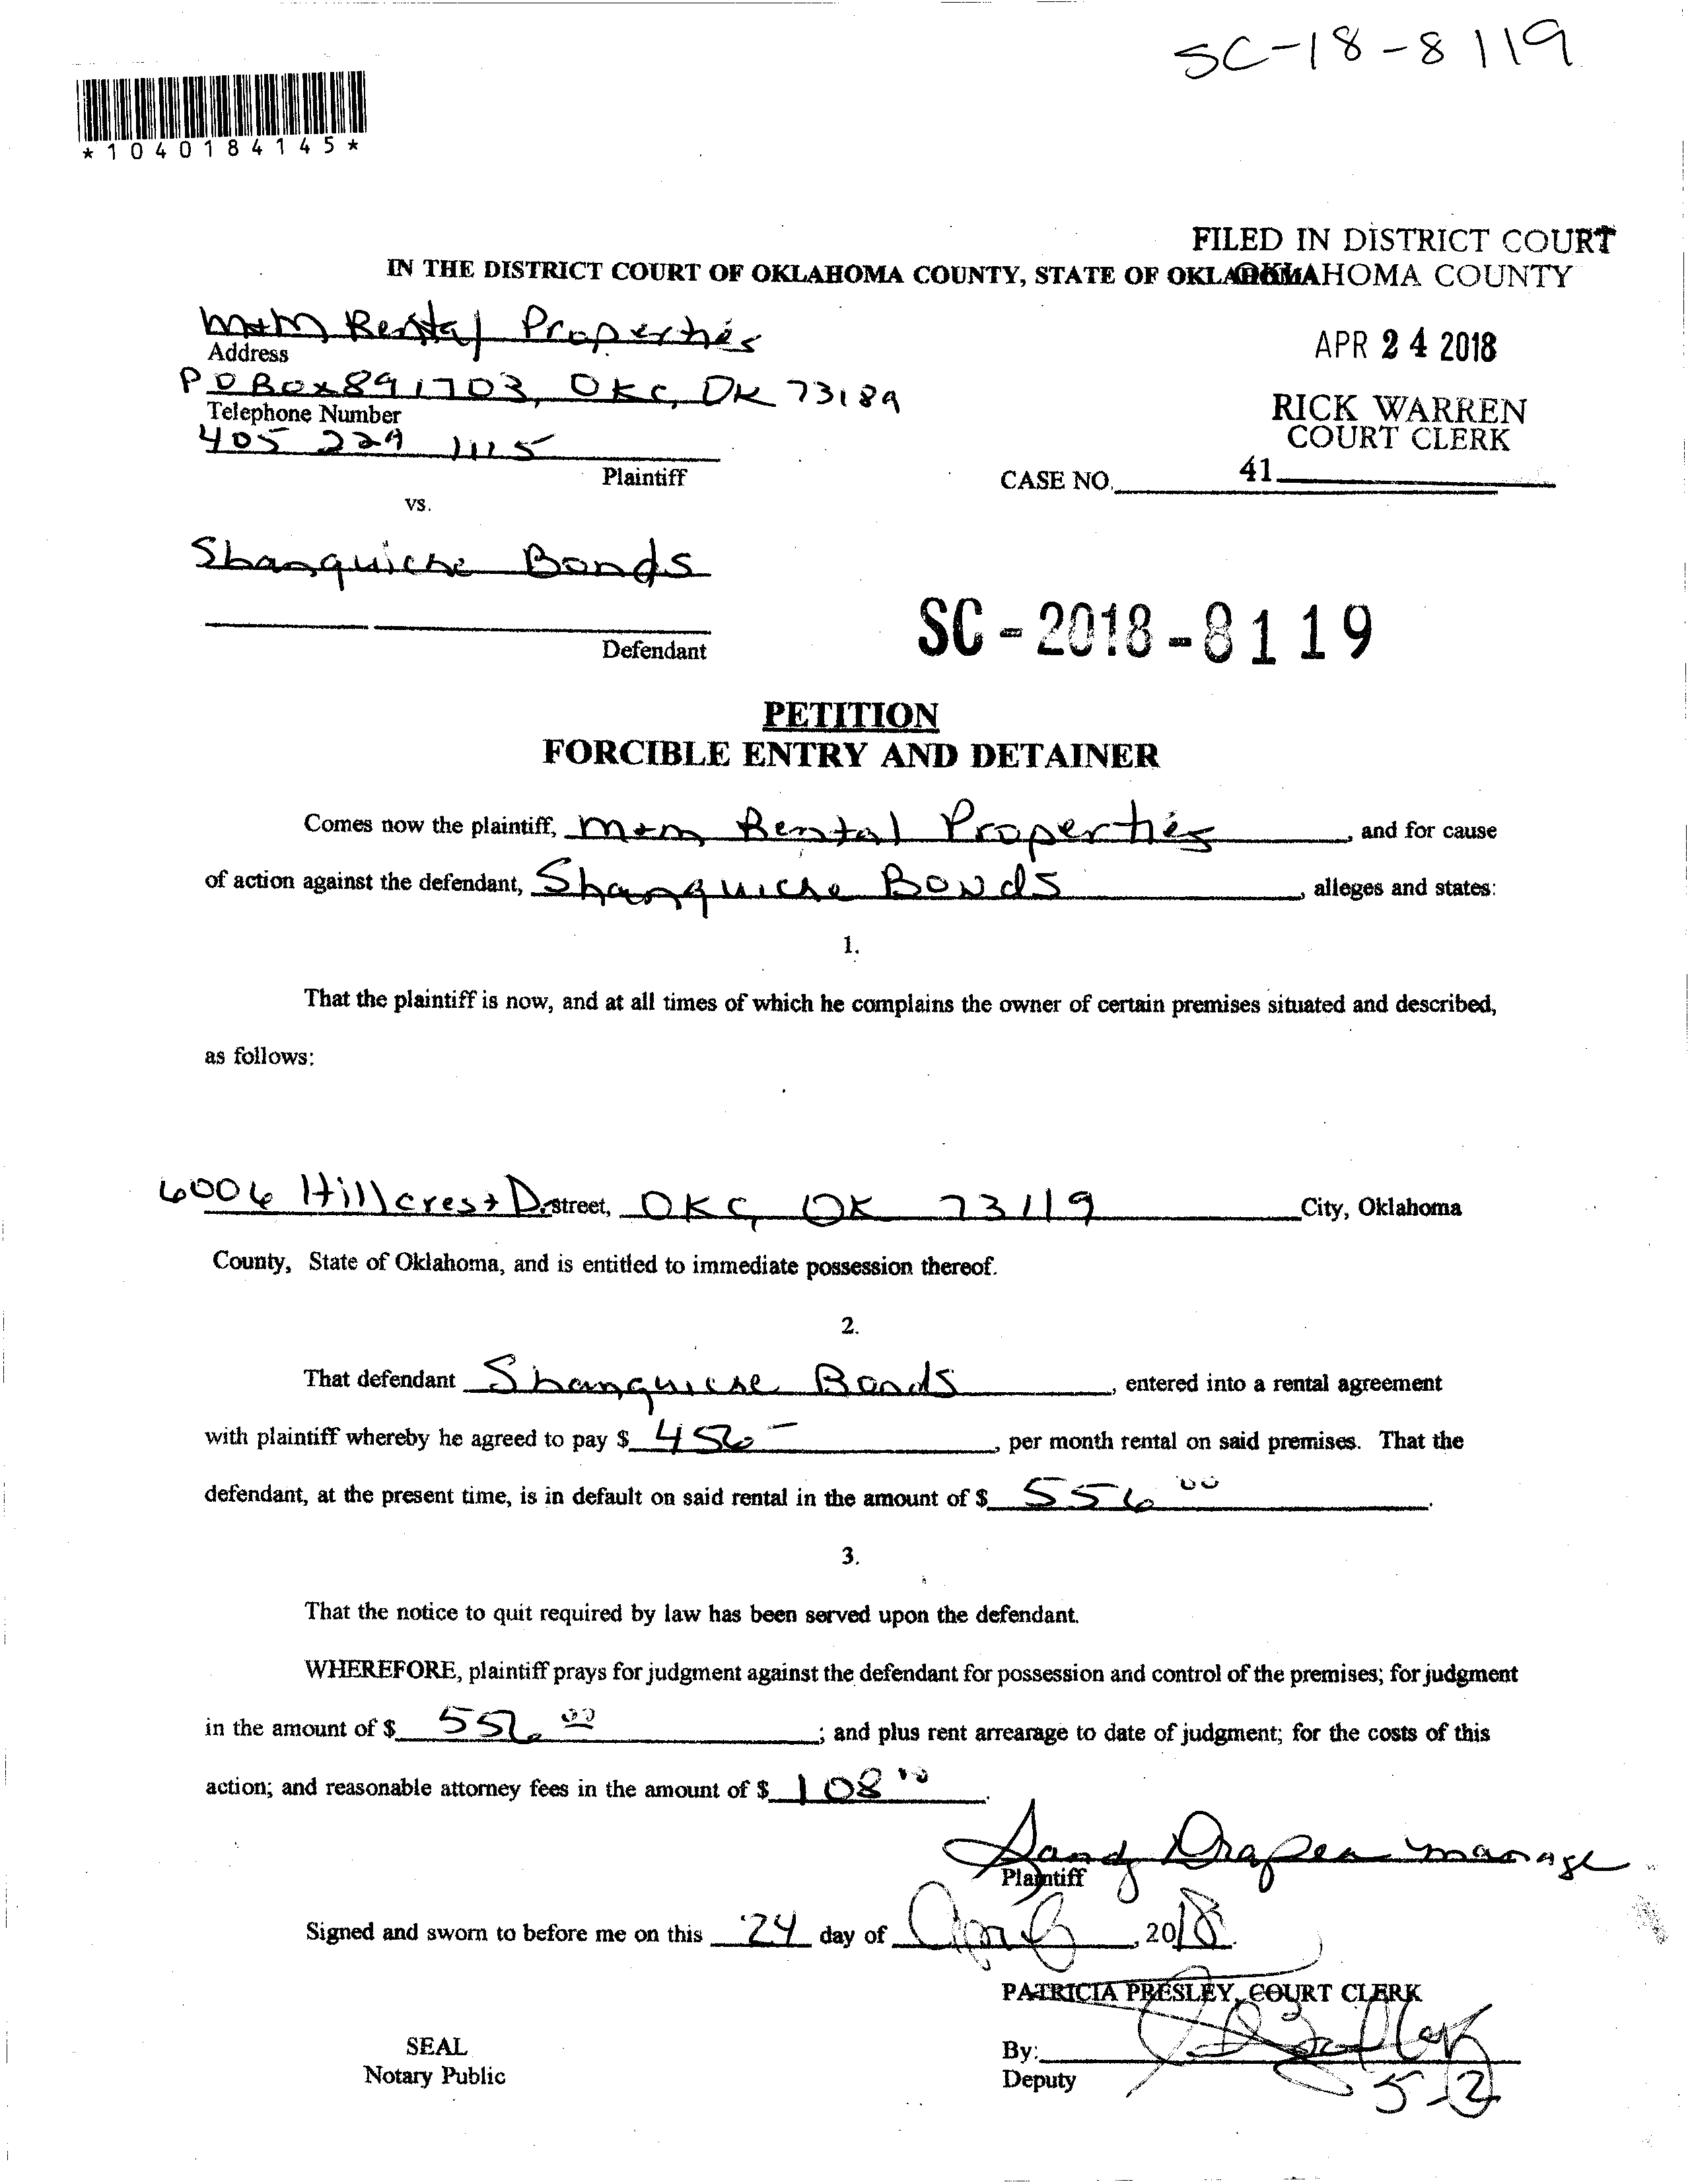 SC-18-8119
*1040184145*
FILED IN DISTRICT COURT
OKLAHOMA COUNTY
IN THE DISTRICT COURT OF OKLAHOMA COUNTY, STATE OF OKLAHOMA
M+M Rental Properties
APR 24 2018
Address
P O Box 891703, OKC, OK 73189
RICK WARREN
COURT CLERK
Telephone Number
405 229 1115
Plaintiff
CASE NO. 41
vs.
Shanquiche Bonds
SC-2018-8119
Defendant
PETITION
FORCIBLE ENTRY AND DETAINER
Comes now the plaintiff, M+M Rental Properties, and for cause
of action against the defendant, Shanquiche Bonds, alleges and states:
1.
That the plaintiff is now, and at all times of which he complains the owner of certain premises situated and described,
as follows:
6006 Hillcrest Dr street, OKC, OK 73119 City, Oklahoma
County, State of Oklahoma, and is entitled to immediate possession thereof.
2.
That defendant Shanquiche Bonds, entered into a rental agreement
with plaintiff whereby he agreed to pay $ 456-, per month rental on said premises. That the
defendant, at the present time, is in default on said rental in the amount of $ 556 00.
3.
That the notice to quit required by law has been served upon the defendant.
WHEREFORE, plaintiff prays for judgment against the defendant for possession and control of the premises; for judgment
in the amount of $ 556 00; and plus rent arrearage to date of judgment; for the costs of this
action; and reasonable attorney fees in the amount of $ 108 00.
Sandy Draper manage
Plaintiff
Signed and sworn to before me on this 24 day of April, 2018.
PATRICIA PRESLEY, COURT CLERK
SEAL
By:
Notary Public
Deputy
5-2